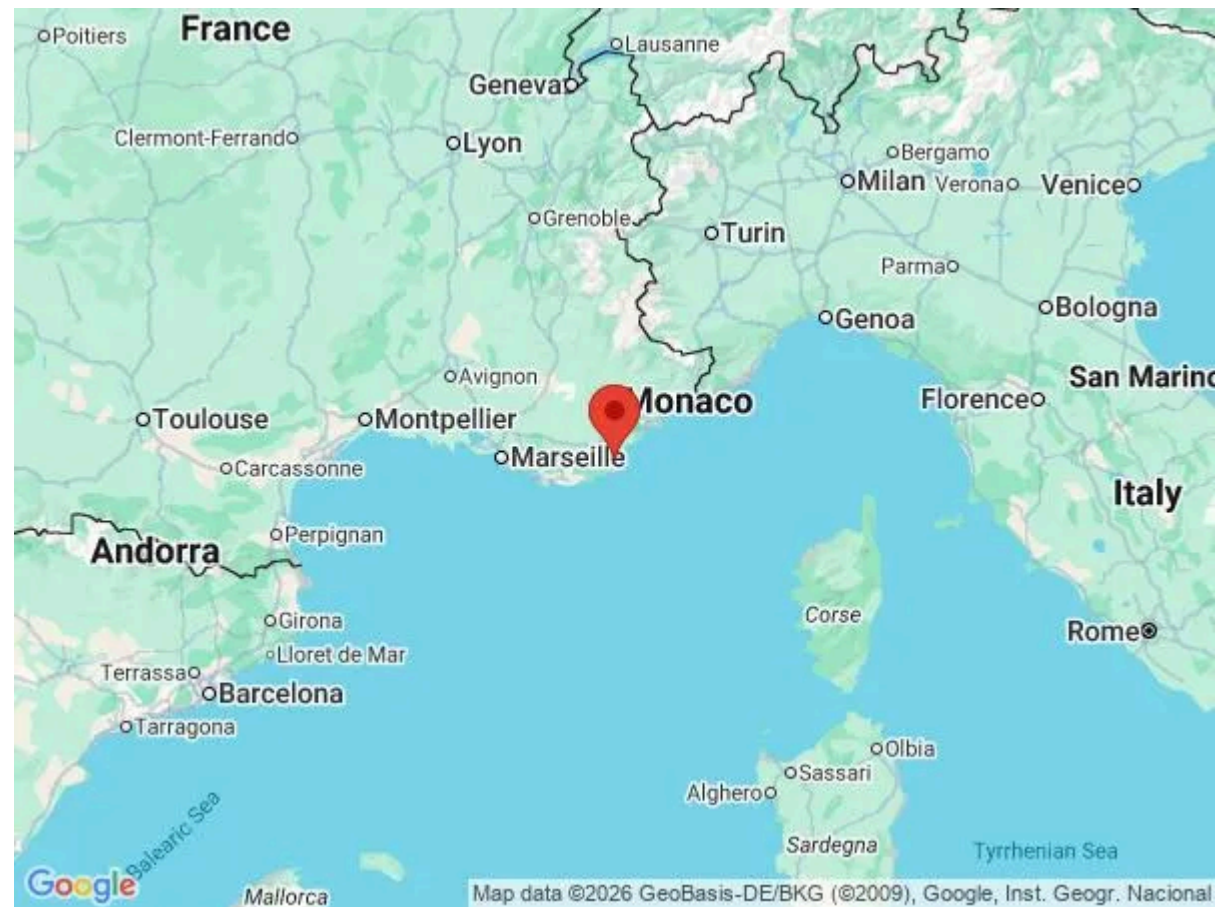 France
Poitiers
Lausanne
Geneva
Clermont-Ferrand
Lyon
Bergamo
Milan
Verona
Venice
Grenoble
Turin
Parma
Bologna
Genoa
Avignon
San Marino
Monaco
Florence
Toulouse
Montpellier
Marseille
Carcassonne
Italy
Perpignan
Andorra
Corse
Girona
Rome
Lloret de Mar
Terrassa
Barcelona
Tarragona
Olbia
Sassari
Alghero
Balearic Sea
Sardegna
Tyrrhenian Sea
Google
Mallorca
Map data ©2026 GeoBasis-DE/BKG (©2009), Google, Inst. Geogr. Nacional